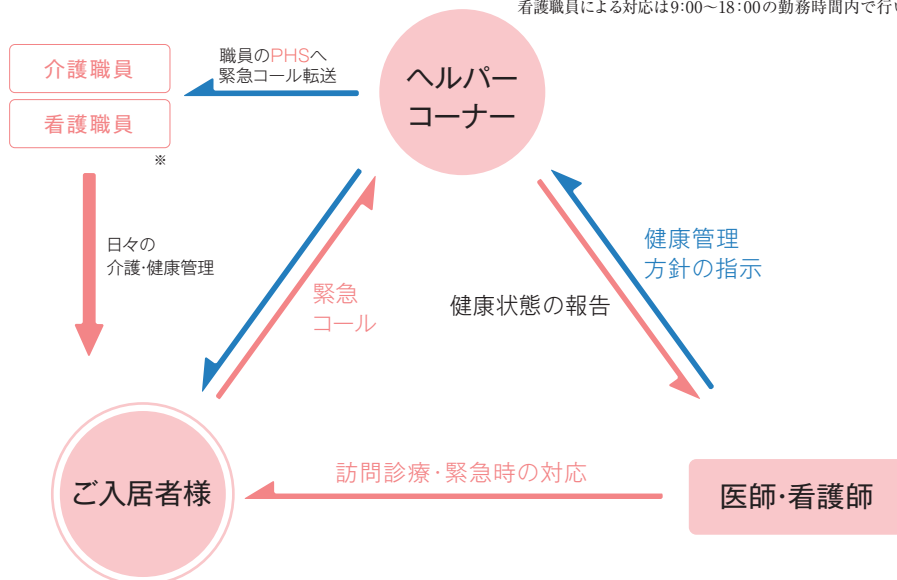 看護職員による対応は9:00～18:00の勤務時間内で行い
介護職員
看護職員
※
職員のPHSへ
緊急コール転送
ヘルパー
コーナー
日々の
介護・健康管理
緊急
コール
健康状態の報告
健康管理
方針の指示
ご入居者様
訪問診療・緊急時の対応
医師・看護師